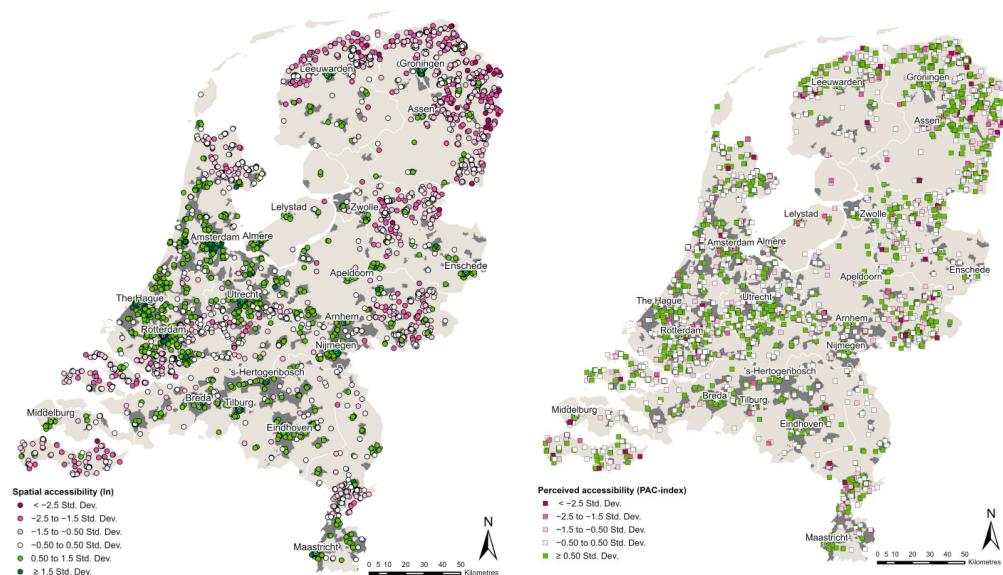 Leeuwarden
Groningen
Assen
Lelystad
Zwolle
Amsterdam
Almere
Enschede
Apeldoorn
The Hague
Utrecht
Rotterdam
Arnhem
Nijmegen
's-Hertogenbosch
Breda
Tilburg
Middelburg
Eindhoven
Maastricht
Spatial accessibility (ln)
< −2.5 Std. Dev.
−2.5 to −1.5 Std. Dev.
−1.5 to −0.50 Std. Dev.
−0.50 to 0.50 Std. Dev.
0.50 to 1.5 Std. Dev.
≥ 1.5 Std. Dev.
N
0 5 10 20 30 40 50
Kilometres
Leeuwarden
Groningen
Assen
Lelystad
Zwolle
Amsterdam
Almere
Enschede
Apeldoorn
The Hague
Utrecht
Rotterdam
Arnhem
Nijmegen
's-Hertogenbosch
Breda
Tilburg
Middelburg
Eindhoven
Maastricht
Perceived accessibility (PAC-index)
< −2.5 Std. Dev.
−2.5 to −1.5 Std. Dev.
−1.5 to −0.50 Std. Dev.
−0.50 to 0.50 Std. Dev.
≥ 0.50 Std. Dev.
N
0 5 10 20 30 40 50
Kilometres